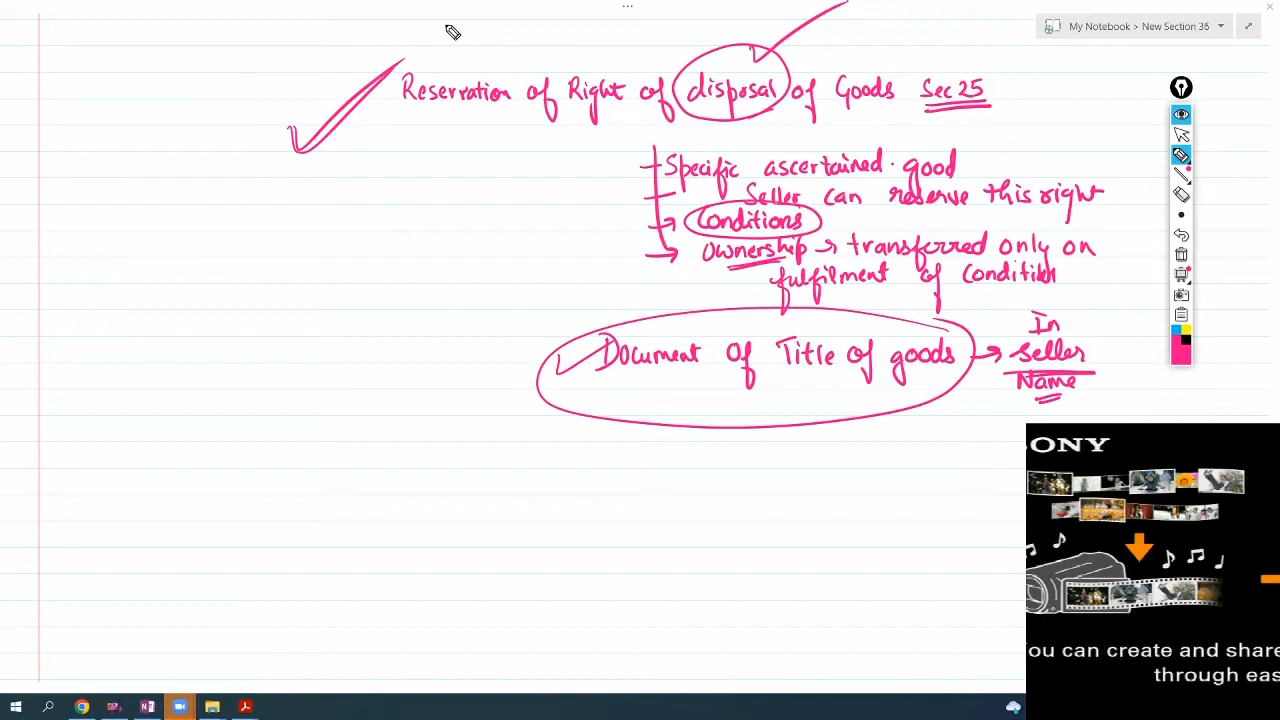 My Notebook > New Section 36
Reservation of Right of disposal of Goods Sec 25
Specific ascertained. good
Seller can reserve this right
Conditions
Ownership → transferred only on
fulfilment of Condition
Document of Title of goods → In
Seller
Name
ONY
ou can create and share
through eas